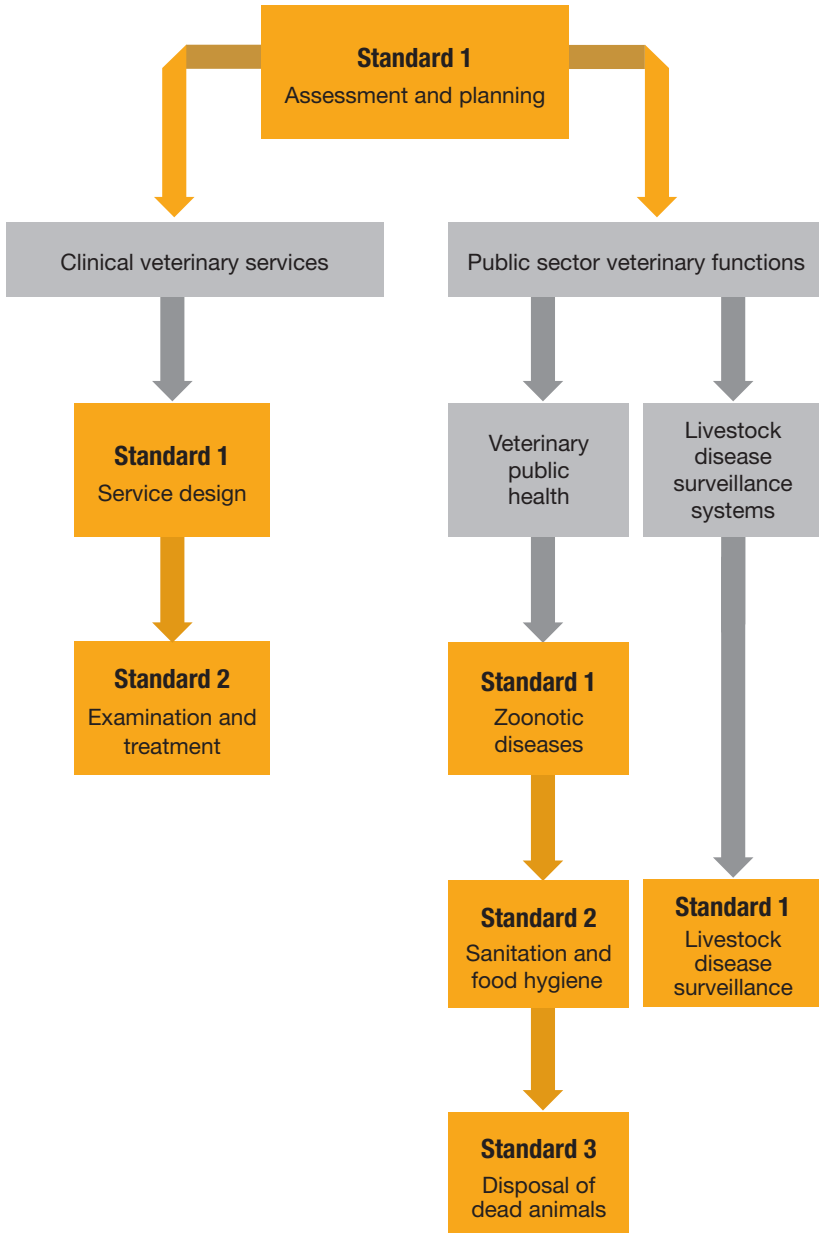 Standard 1
Assessment and planning
Clinical veterinary services
Public sector veterinary functions
Standard 1
Service design
Veterinary
public
health
Livestock
disease
surveillance
systems
Standard 2
Examination and
treatment
Standard 1
Zoonotic
diseases
Standard 2
Sanitation and
food hygiene
Standard 1
Livestock
disease
surveillance
Standard 3
Disposal of
dead animals